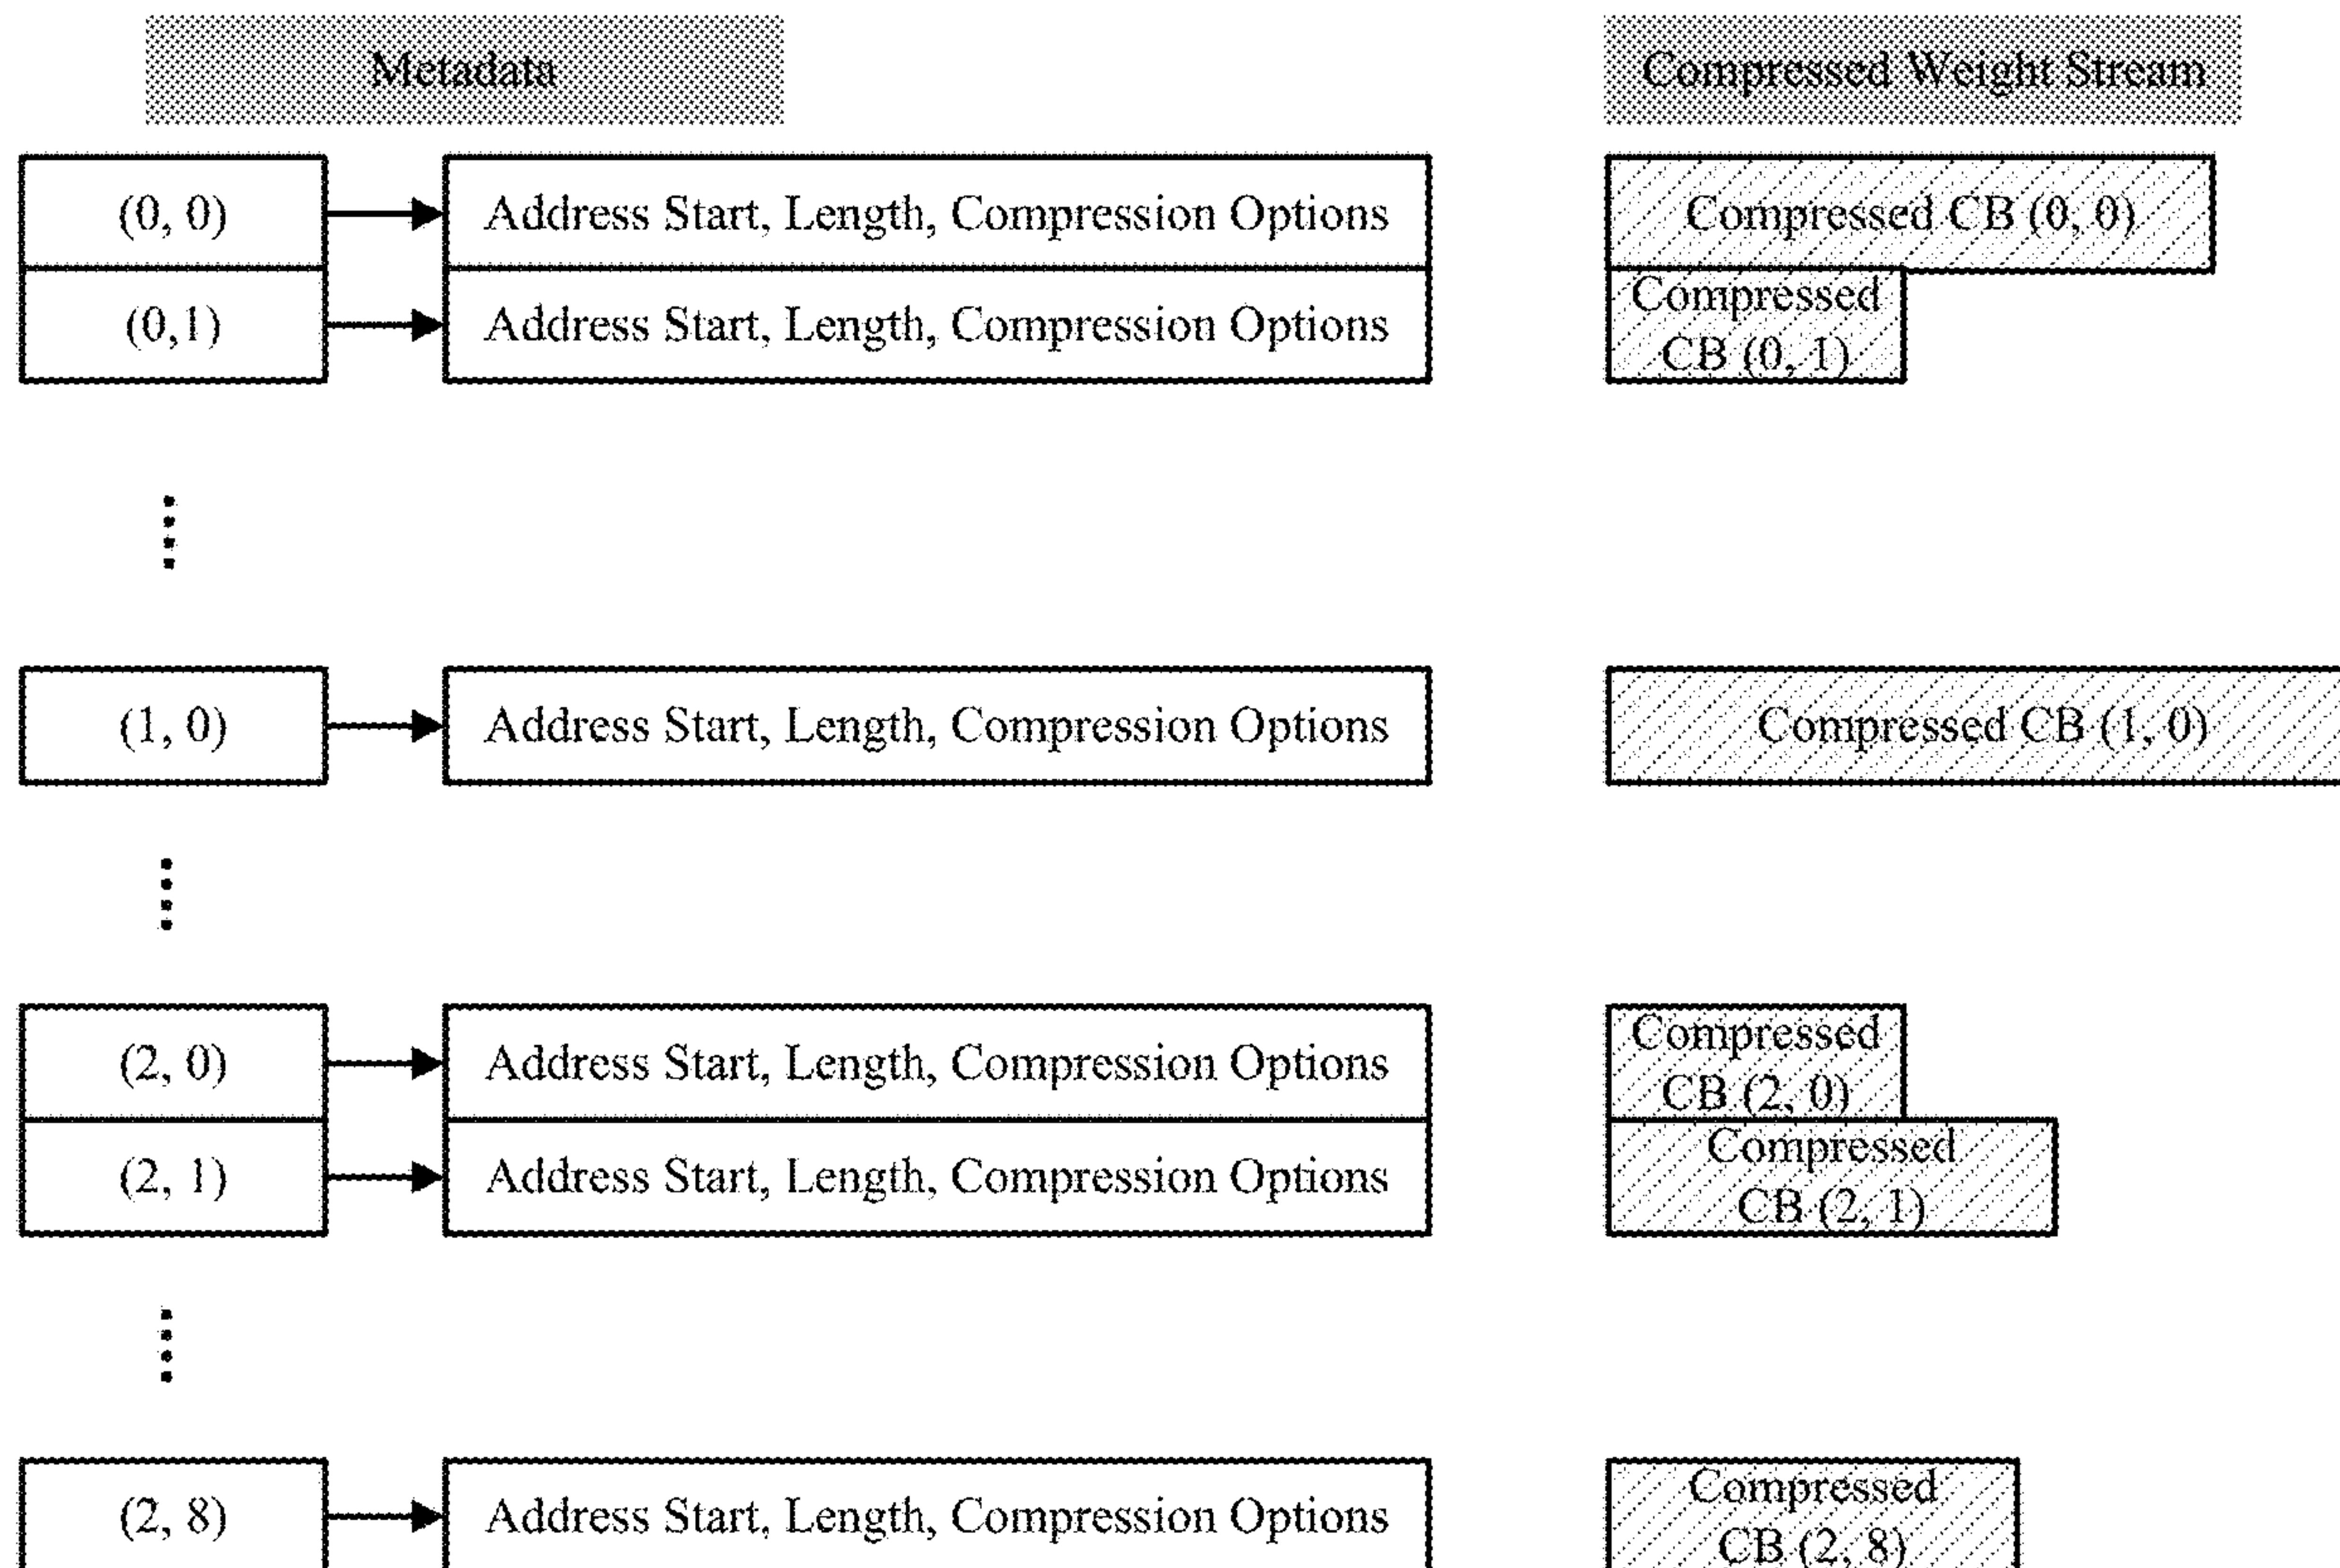 Metadata
Compressed Weight Stream
(0, 0)
Address Start, Length, Compression Options
Compressed CB (0, 0)
(0,1)
Address Start, Length, Compression Options
Compressed
CB (0, 1)
(1, 0)
Address Start, Length, Compression Options
Compressed CB (1, 0)
(2, 0)
Address Start, Length, Compression Options
Compressed
CB (2, 0)
(2, 1)
Address Start, Length, Compression Options
Compressed
CB (2, 1)
(2, 8)
Address Start, Length, Compression Options
Compressed
CB (2, 8)